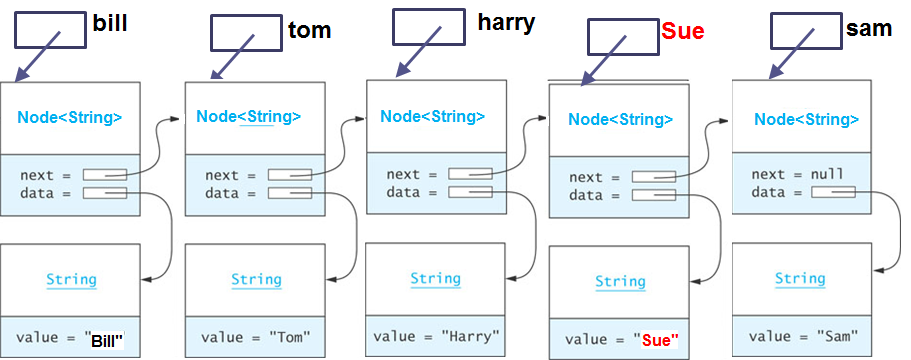 bill
tom
harry
Sue
sam
Node<String>
Node<String>
Node<String>
Node<String>
Node<String>
next =
data =
next =
data =
next =
data =
next =
data =
next = null
data =
String
String
String
String
String
value = "Bill"
value = "Tom"
value = "Harry"
value = "Sue"
value = "Sam"